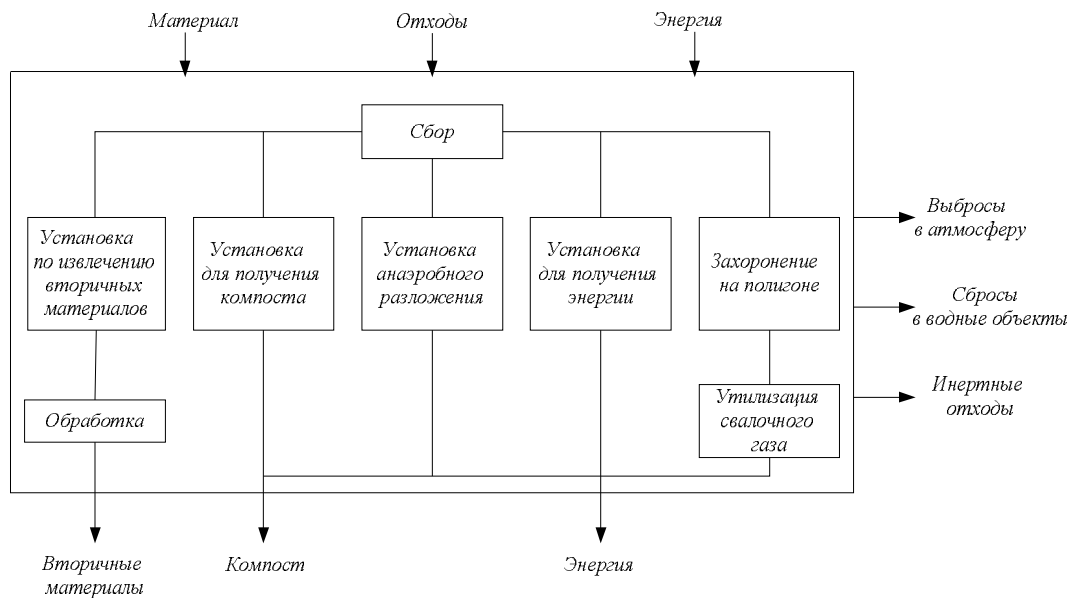 Материал
Отходы
Энергия
Сбор
Установка
по извлечению
вторичных
материалов
Установка
для получения
компоста
Установка
анаэробного
разложения
Установка
для получения
энергии
Захоронение
на полигоне
Выбросы
в атмосферу
Сбросы
в водные объекты
Инертные
отходы
Обработка
Утилизация
свалочного
газа
Вторичные
материалы
Компост
Энергия